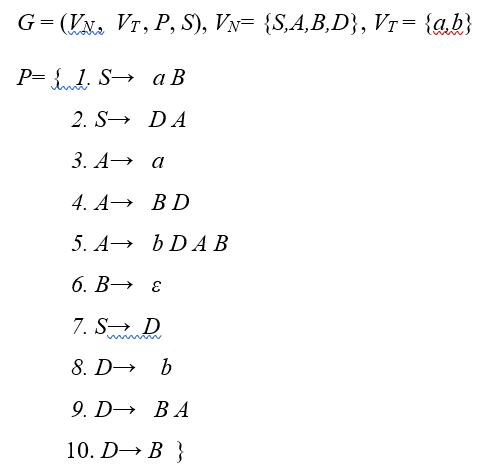 G = (VN, VT, P, S), VN= {S,A,B,D}, VT = {a,b}
P= { 1. S→ a B
2. S→ D A
3. A→ a
4. A→ B D
5. A→ b D A B
6. B→ ε
7. S→ D
8. D→ b
9. D→ B A
10. D→ B }